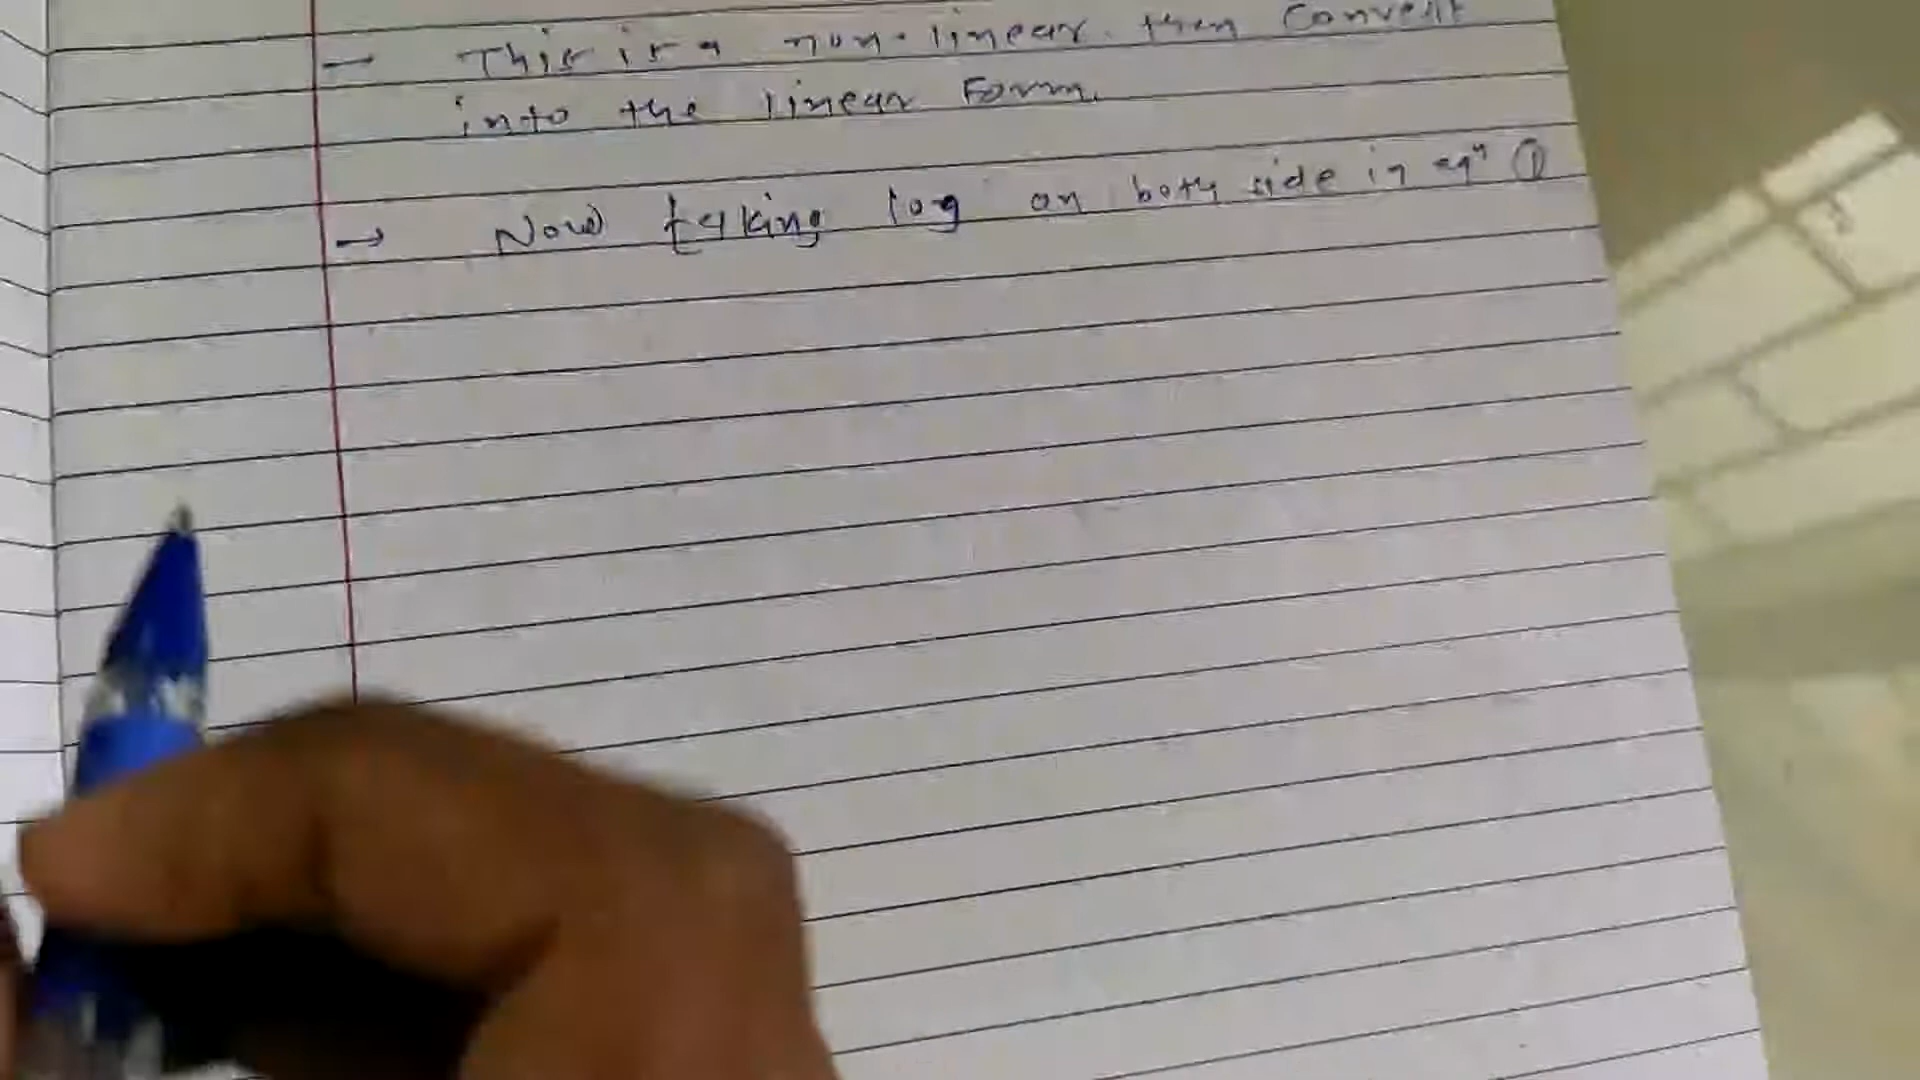 → This is a non-linear. then Convert
into the linear Form.
→ Now taking log on both side in eqⁿ ①